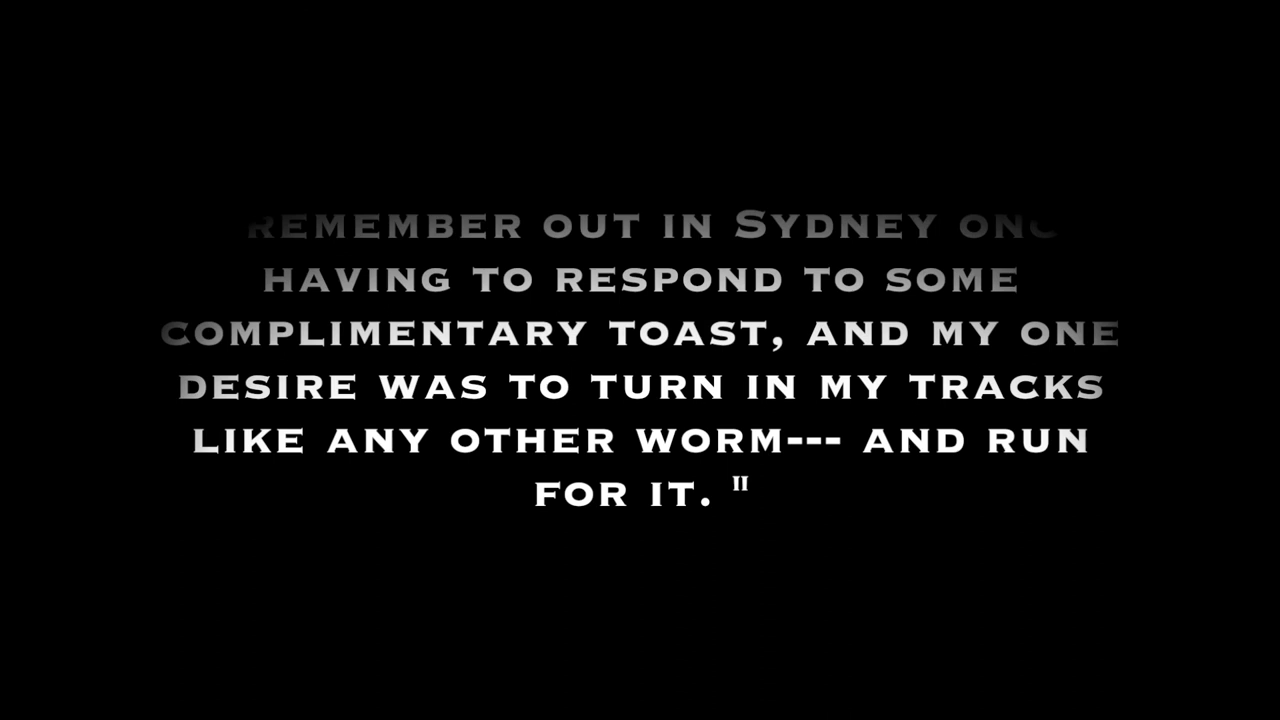 REMEMBER OUT IN SYDNEY
HAVING TO RESPOND TO SOME
COMPLIMENTARY TOAST, AND MY ONE
DESIRE WAS TO TURN IN MY TRACKS
LIKE ANY OTHER WORM--- AND RUN
FOR IT. "